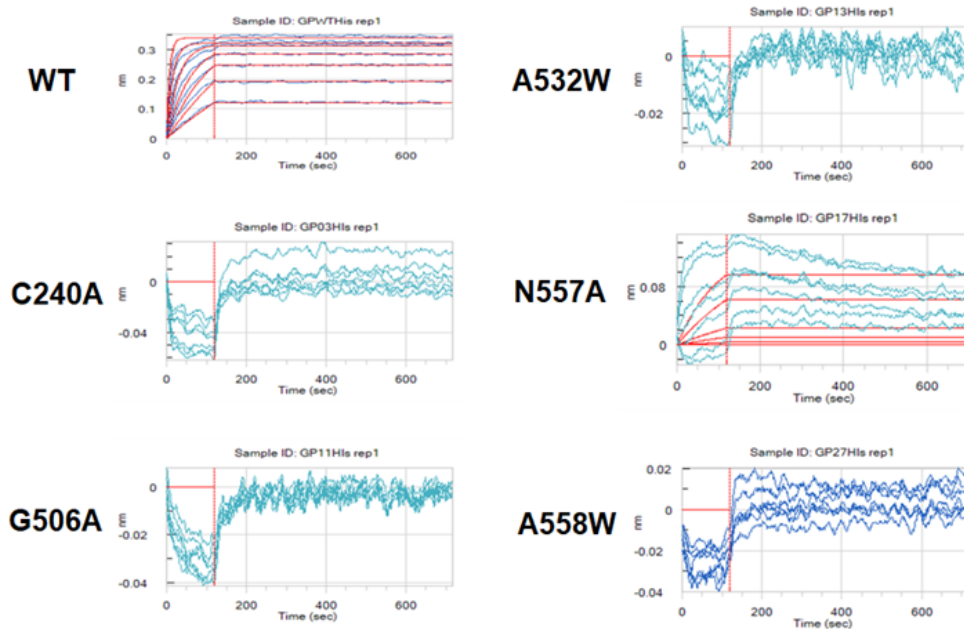 Sample ID: GPWTHis rep1
WT
nm
0.3
0.2
0.1
0
0 200 400 600
Time (sec)
Sample ID: GP13HIs rep1
A532W
nm
0
-0.02
0 200 400 600
Time (sec)
Sample ID: GP03HIs rep1
C240A
nm
0
-0.04
0 200 400 600
Time (sec)
Sample ID: GP17HIs rep1
N557A
nm
0.08
0
0 200 400 600
Time (sec)
Sample ID: GP11HIs rep1
G506A
nm
0
-0.02
-0.04
0 200 400 600
Time (sec)
Sample ID: GP27HIs rep1
A558W
nm
0.02
0
-0.02
-0.04
0 200 400 600
Time (sec)